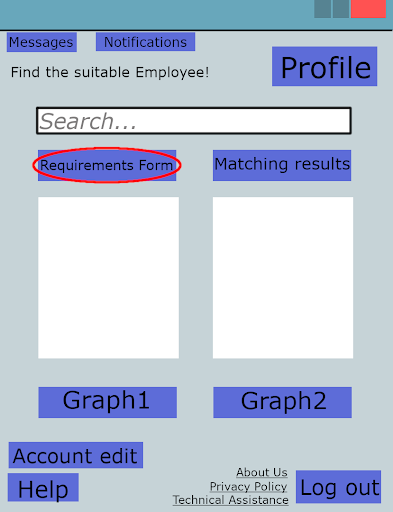 Messages
Notifications
Find the suitable Employee!
Profile
Search...
Requirements Form
Matching results
Graph1
Graph2
Account edit
Help
About Us
Privacy Policy
Technical Assistance
Log out